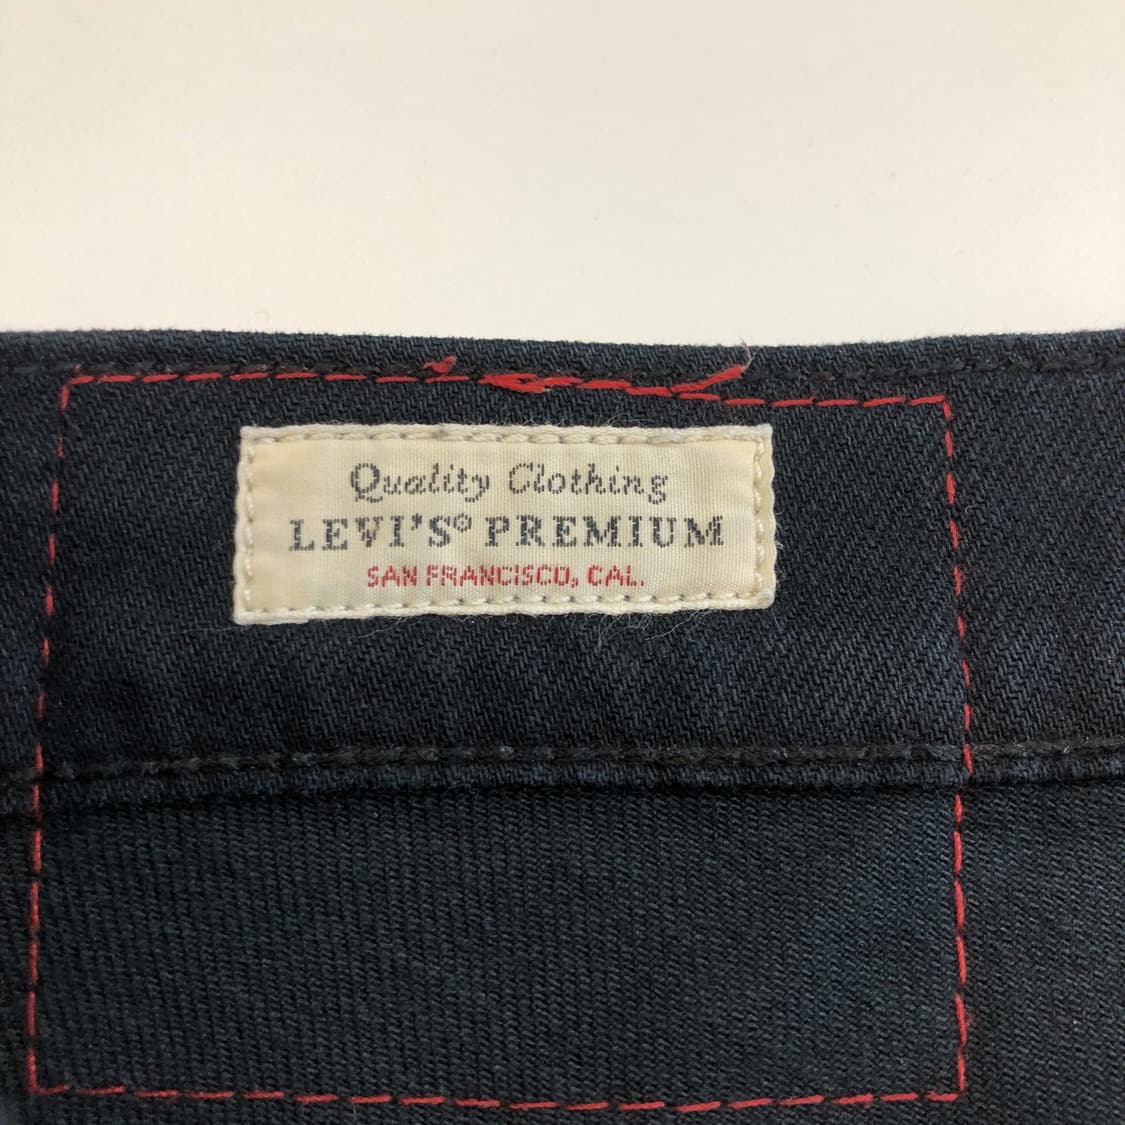 Quality Clothing
LEVI'S® PREMIUM
SAN FRANCISCO, CAL.